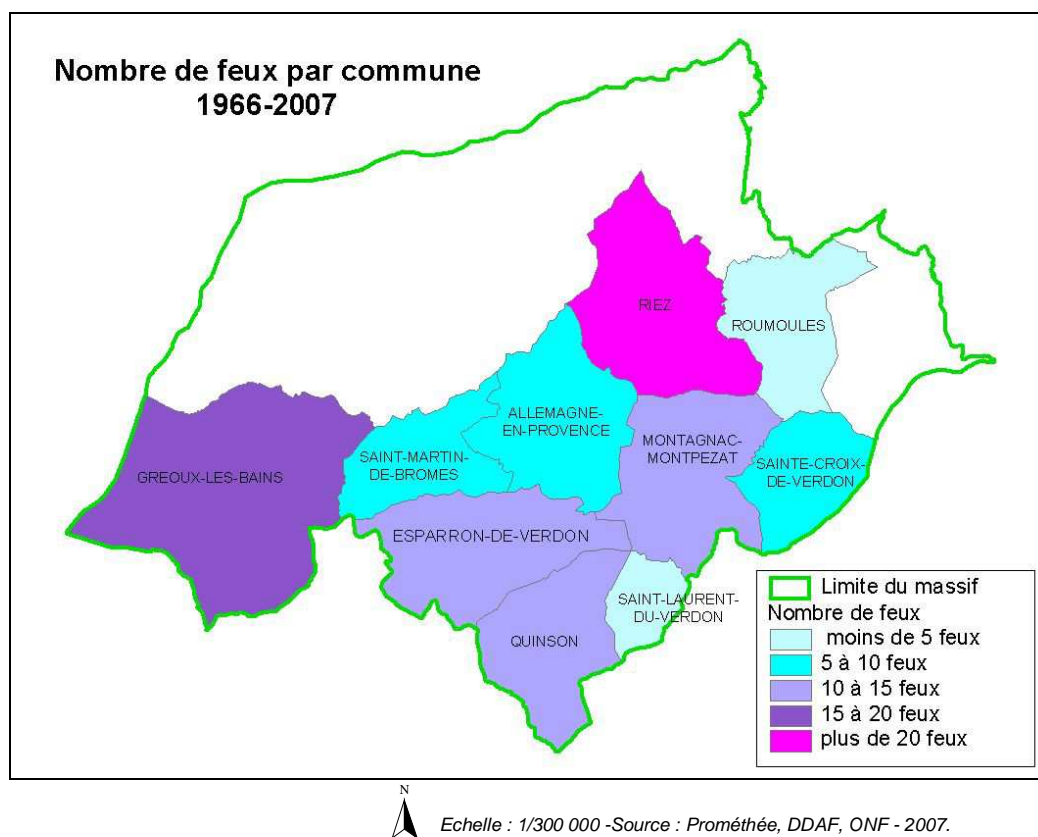 Nombre de feux par commune
1966-2007
RIEZ
ROUMOULES
ALLEMAGNE-
EN-PROVENCE
MONTAGNAC-
MONTPEZAT
SAINT-MARTIN-
DE-BROMES
SAINTE-CROIX-
DE-VERDON
GREOUX-LES-BAINS
ESPARRON-DE-VERDON
SAINT-LAURENT-
DU-VERDON
QUINSON
Limite du massif
Nombre de feux
moins de 5 feux
5 à 10 feux
10 à 15 feux
15 à 20 feux
plus de 20 feux
N
Echelle : 1/300 000 -Source : Prométhée, DDAF, ONF - 2007.